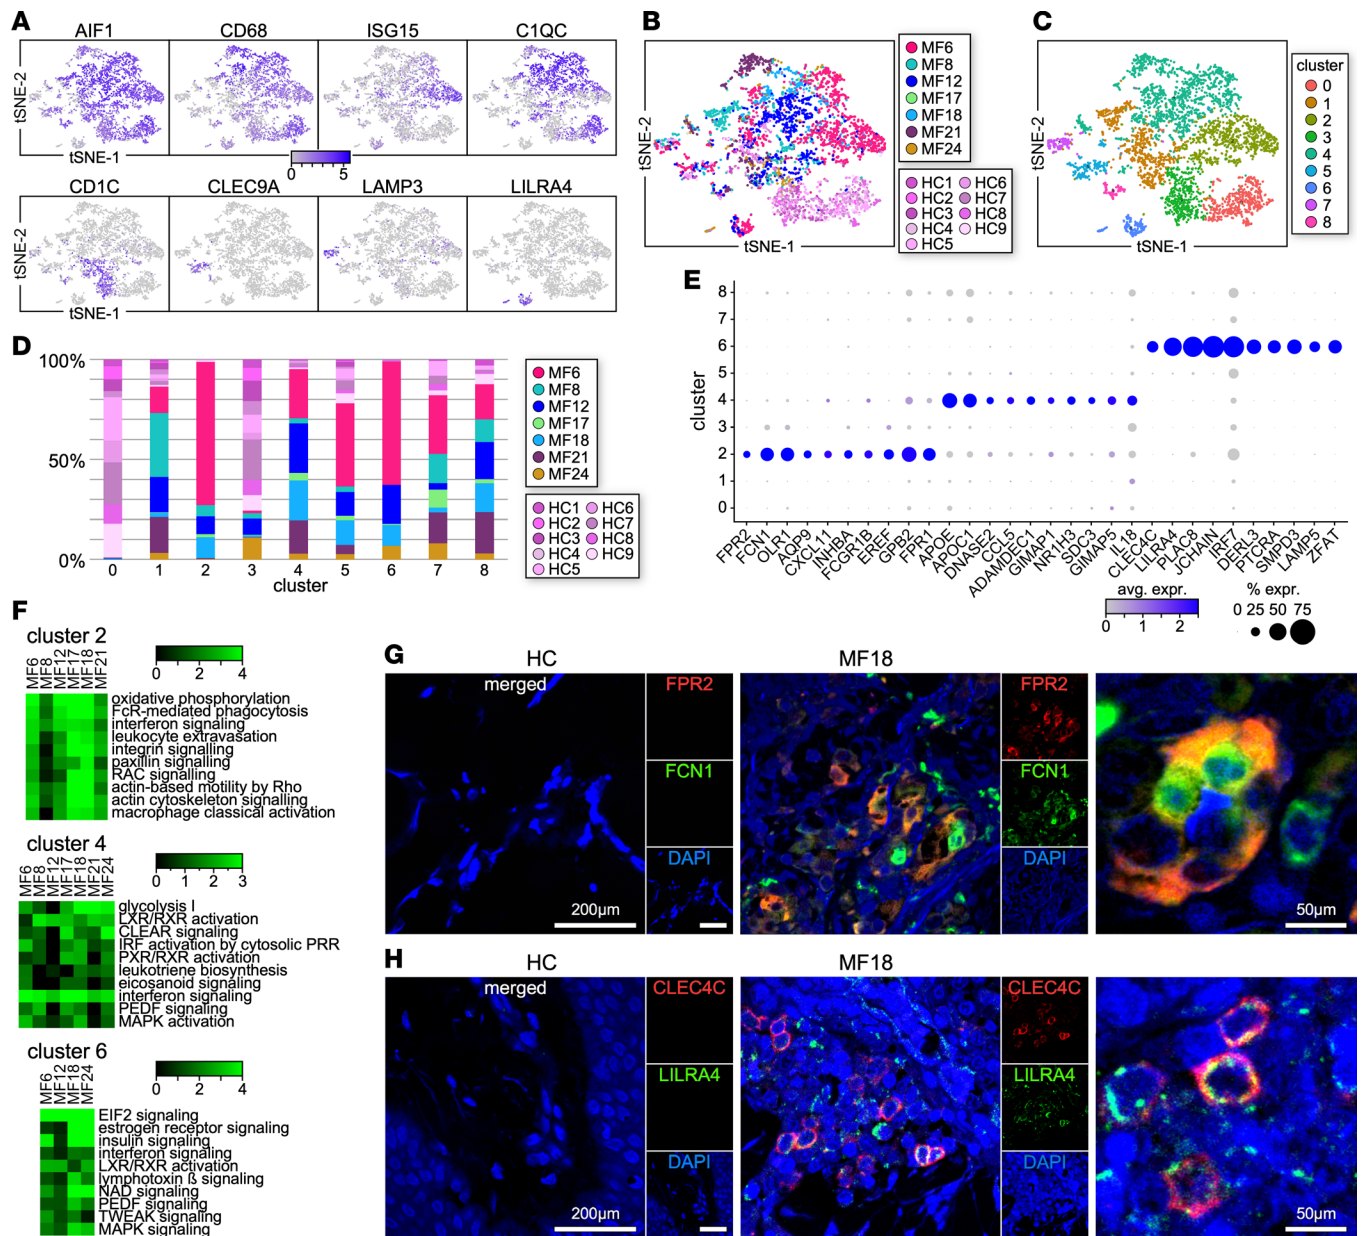 A
AIF1 CD68 ISG15 C1QC
tSNE-2
tSNE-1
0 5
CD1C CLEC9A LAMP3 LILRA4
tSNE-2
tSNE-1
B
tSNE-2
tSNE-1
MF6
MF8
MF12
MF17
MF18
MF21
MF24
HC1 HC6
HC2 HC7
HC3 HC8
HC4 HC9
HC5
C
tSNE-2
tSNE-1
cluster
0
1
2
3
4
5
6
7
8
D
100%
50%
0%
0 1 2 3 4 5 6 7 8
cluster
MF6
MF8
MF12
MF17
MF18
MF21
MF24
HC1 HC6
HC2 HC7
HC3 HC8
HC4 HC9
HC5
E
cluster
8
7
6
5
4
3
2
1
0
FPR2 FCN1 OLR1 AQP9 CXCL11 INHBA FCGR1B EREF GPR2 FPR1 APOE APOC1 DNASE2 CCL5 ADAMDEC1 GIMAP1 NR1H3 SDC3 GIMAP5 IL18 CLEC4C LILRA4 PLAC8 JCHAIN IRF7 DERL3 PTCRA SMPD3 LAMP5 ZFAT
avg. expr.
0 1 2
% expr.
0 25 50 75
F
cluster 2
0 2 4
MF6 MF8 MF12 MF17 MF18 MF21
oxidative phosphorylation
FcR-mediated phagocytosis
interferon signaling
leukocyte extravasation
integrin signalling
paxillin signalling
RAC signalling
actin-based motility by Rho
actin cytoskeleton signalling
macrophage classical activation
cluster 4
0 1 2 3
MF6 MF8 MF12 MF17 MF18 MF21 MF24
glycolysis I
LXR/RXR activation
CLEAR signaling
IRF activation by cytosolic PRR
PXR/RXR activation
leukotriene biosynthesis
eicosanoid signaling
interferon signaling
PEDF signaling
MAPK activation
cluster 6
0 2 4
MF6 MF12 MF18 MF24
EIF2 signaling
estrogen receptor signaling
insulin signaling
interferon signaling
LXR/RXR activation
lymphotoxin ß signaling
NAD signaling
PEDF signaling
TWEAK signaling
MAPK signaling
G
HC MF18
merged
FPR2
FCN1
DAPI
200µm
FPR2
FCN1
DAPI
50µm
H
HC MF18
merged
CLEC4C
LILRA4
DAPI
200µm
CLEC4C
LILRA4
DAPI
50µm